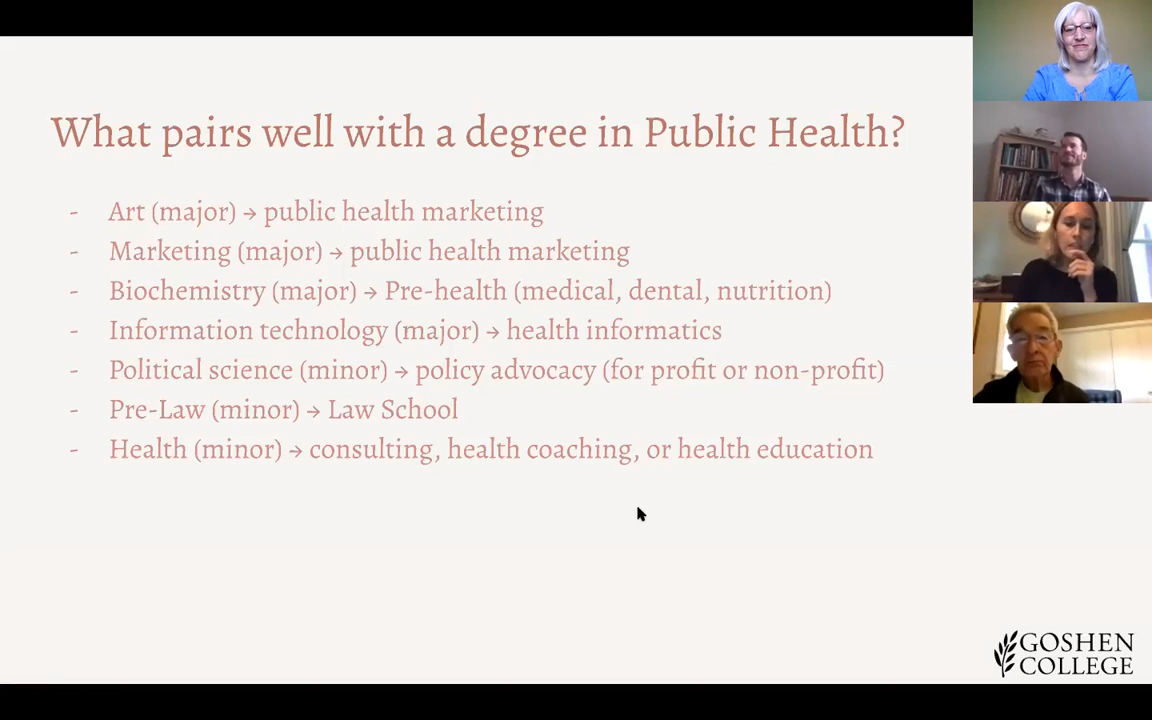 What pairs well with a degree in Public Health?
- Art (major) → public health marketing
- Marketing (major) → public health marketing
- Biochemistry (major) → Pre-health (medical, dental, nutrition)
- Information technology (major) → health informatics
- Political science (minor) → policy advocacy (for profit or non-profit)
- Pre-Law (minor) → Law School
- Health (minor) → consulting, health coaching, or health education
GOSHEN
COLLEGE